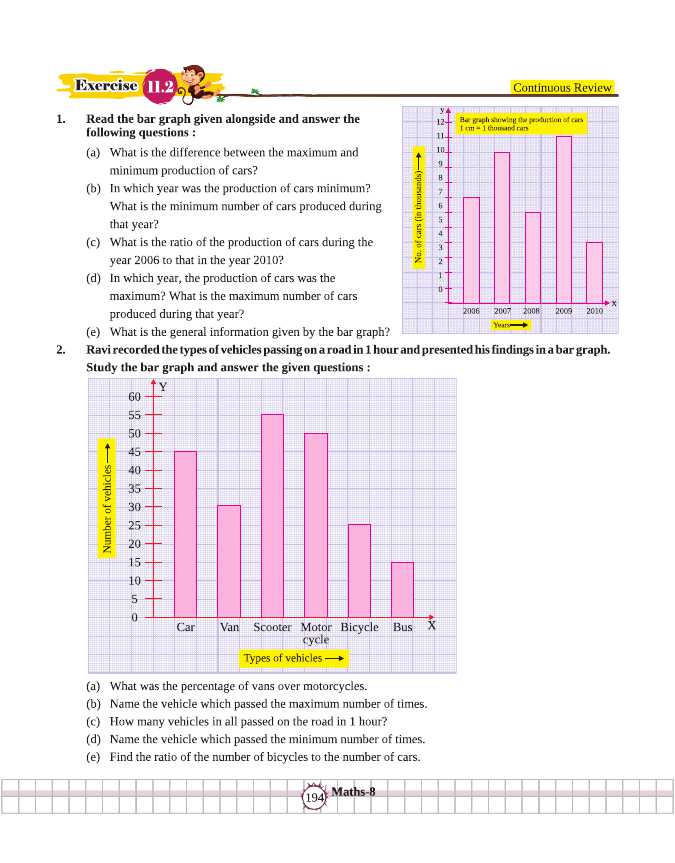 Exercise 11.2
Continuous Review
1. Read the bar graph given alongside and answer the
following questions :
(a) What is the difference between the maximum and
minimum production of cars?
(b) In which year was the production of cars minimum?
What is the minimum number of cars produced during
that year?
(c) What is the ratio of the production of cars during the
year 2006 to that in the year 2010?
(d) In which year, the production of cars was the
maximum? What is the maximum number of cars
produced during that year?
(e) What is the general information given by the bar graph?
y
Bar graph showing the production of cars
1 cm = 1 thousand cars
12
11
10
9
8
7
6
5
4
3
2
1
0
No. of cars (in thousands)
x
2006 2007 2008 2009 2010
Years
2. Ravi recorded the types of vehicles passing on a road in 1 hour and presented his findings in a bar graph.
Study the bar graph and answer the given questions :
Y
60
55
50
45
40
35
30
25
20
15
10
5
0
Number of vehicles
Car Van Scooter Motor Bicycle Bus X
cycle
Types of vehicles
(a) What was the percentage of vans over motorcycles.
(b) Name the vehicle which passed the maximum number of times.
(c) How many vehicles in all passed on the road in 1 hour?
(d) Name the vehicle which passed the minimum number of times.
(e) Find the ratio of the number of bicycles to the number of cars.
194 Maths-8